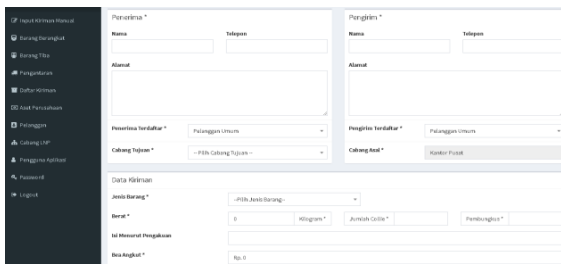 Input Kiriman Manual
Barang Berangkat
Barang Tiba
Pengantaran
Daftar Kiriman
Aset Perusahaan
Pelanggan
Cabang LNP
Pengguna Aplikasi
Password
Logout
Penerima *
Nama Telepon
Alamat
Penerima Terdaftar * Pelanggan Umum
Cabang Tujuan * -- Pilih Cabang Tujuan --
Pengirim *
Nama Telepon
Alamat
Pengirim Terdaftar * Pelanggan Umum
Cabang Asal * Kantor Pusat
Data Kiriman
Jenis Barang * --Pilih Jenis Barang--
Berat * 0 Kilogram * Jumlah Collie * Pembungkus *
Isi Menurut Pengakuan
Bea Angkut * Rp. 0